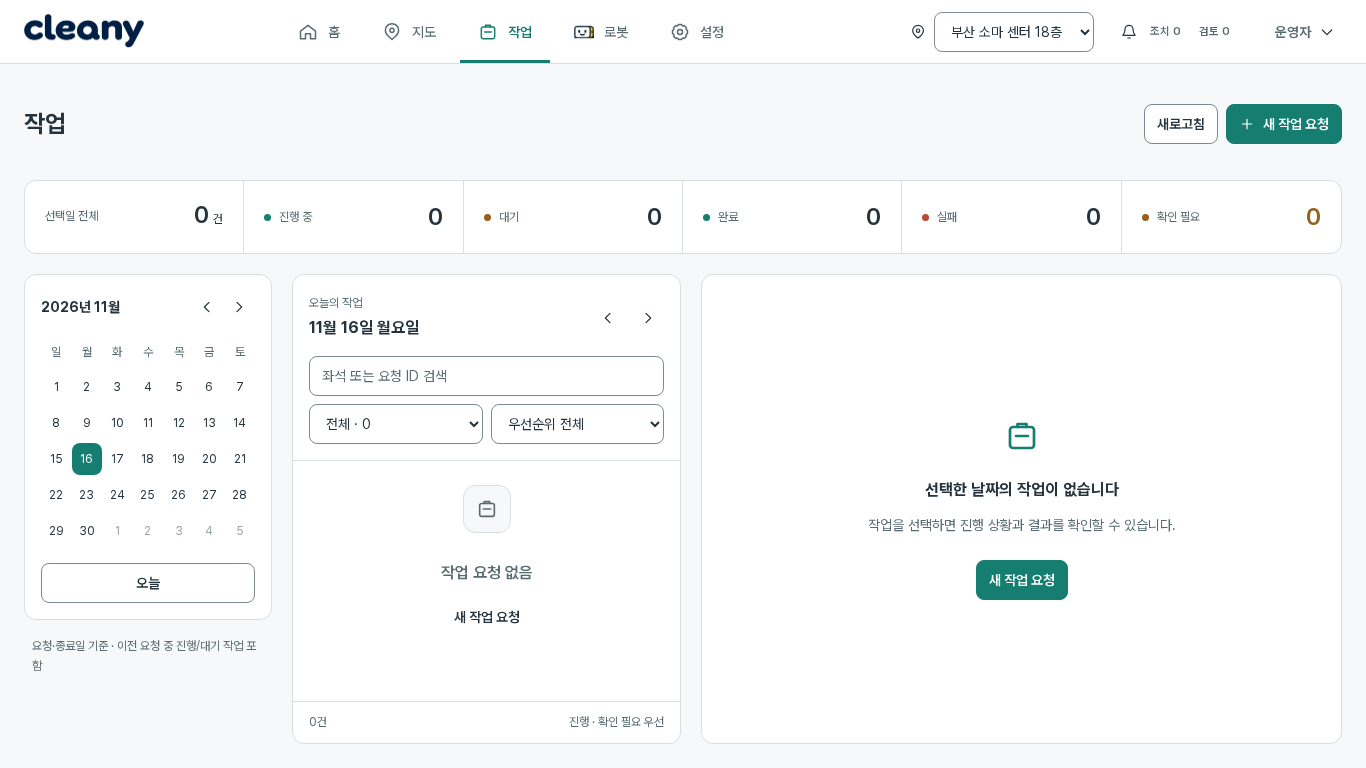 cleany
홈
지도
작업
로봇
설정
부산 소마 센터 18층
조치 0
검토 0
운영자
작업
새로고침
새 작업 요청
선택일 전체
0 건
진행 중
0
대기
0
완료
0
실패
0
확인 필요
0
2026년 11월
일 월 화 수 목 금 토
1 2 3 4 5 6 7
8 9 10 11 12 13 14
15 16 17 18 19 20 21
22 23 24 25 26 27 28
29 30 1 2 3 4 5
오늘
요청·종료일 기준 · 이전 요청 중 진행/대기 작업 포
함
오늘의 작업
11월 16일 월요일
좌석 또는 요청 ID 검색
전체 · 0
우선순위 전체
작업 요청 없음
새 작업 요청
0건
진행 · 확인 필요 우선
선택한 날짜의 작업이 없습니다
작업을 선택하면 진행 상황과 결과를 확인할 수 있습니다.
새 작업 요청